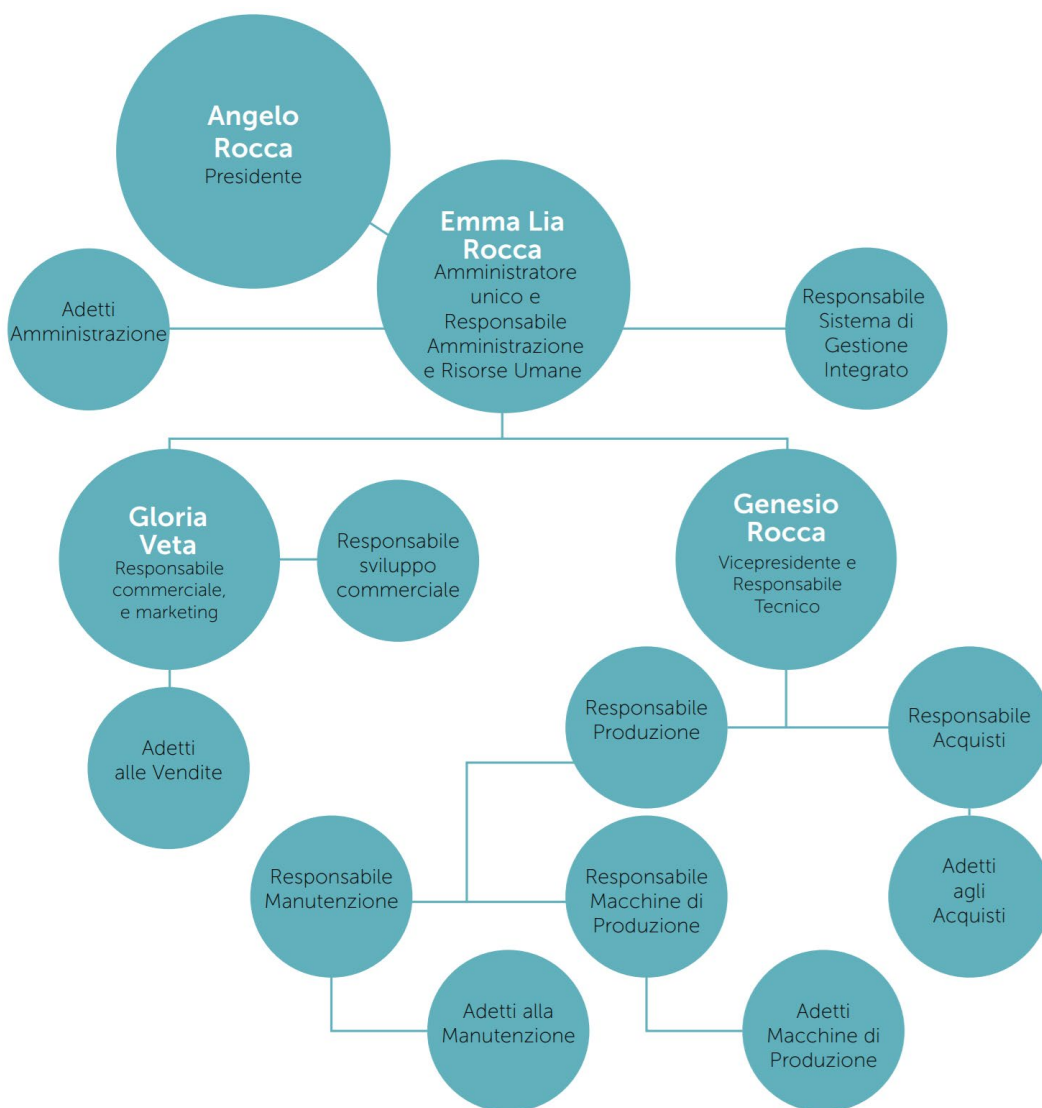 Angelo
Rocca
Presidente
Emma Lia
Rocca
Amministratore
unico e
Responsabile
Amministrazione
e Risorse Umane
Adetti
Amministrazione
Responsabile
Sistema di
Gestione
Integrato
Gloria
Veta
Responsabile
commerciale,
e marketing
Responsabile
sviluppo
commerciale
Genesio
Rocca
Vicepresidente e
Responsabile
Tecnico
Adetti
alle Vendite
Responsabile
Produzione
Responsabile
Acquisti
Responsabile
Manutenzione
Responsabile
Macchine di
Produzione
Adetti
agli
Acquisti
Adetti alla
Manutenzione
Adetti
Macchine di
Produzione